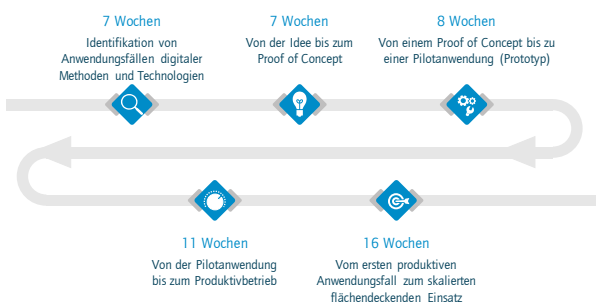 7 Wochen
Identifikation von
Anwendungsfällen digitaler
Methoden und Technologien
7 Wochen
Von der Idee bis zum
Proof of Concept
8 Wochen
Von einem Proof of Concept bis zu
einer Pilotanwendung (Prototyp)
11 Wochen
Von der Pilotanwendung
bis zum Produktivbetrieb
16 Wochen
Vom ersten produktiven
Anwendungsfall zum skalierten
flächendeckenden Einsatz